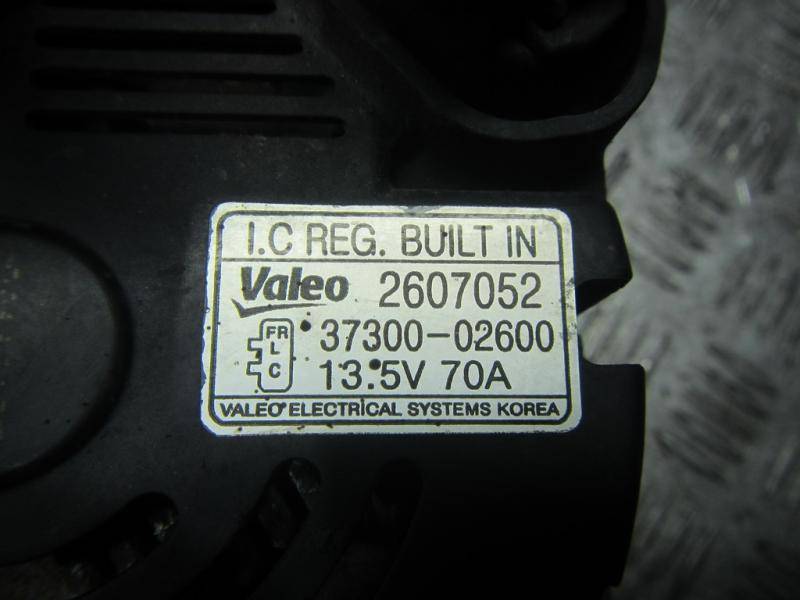 I.C REG. BUILT IN
Valeo 2607052
FR 37300-02600
L
C 13.5V 70A
VALEO ELECTRICAL SYSTEMS KOREA